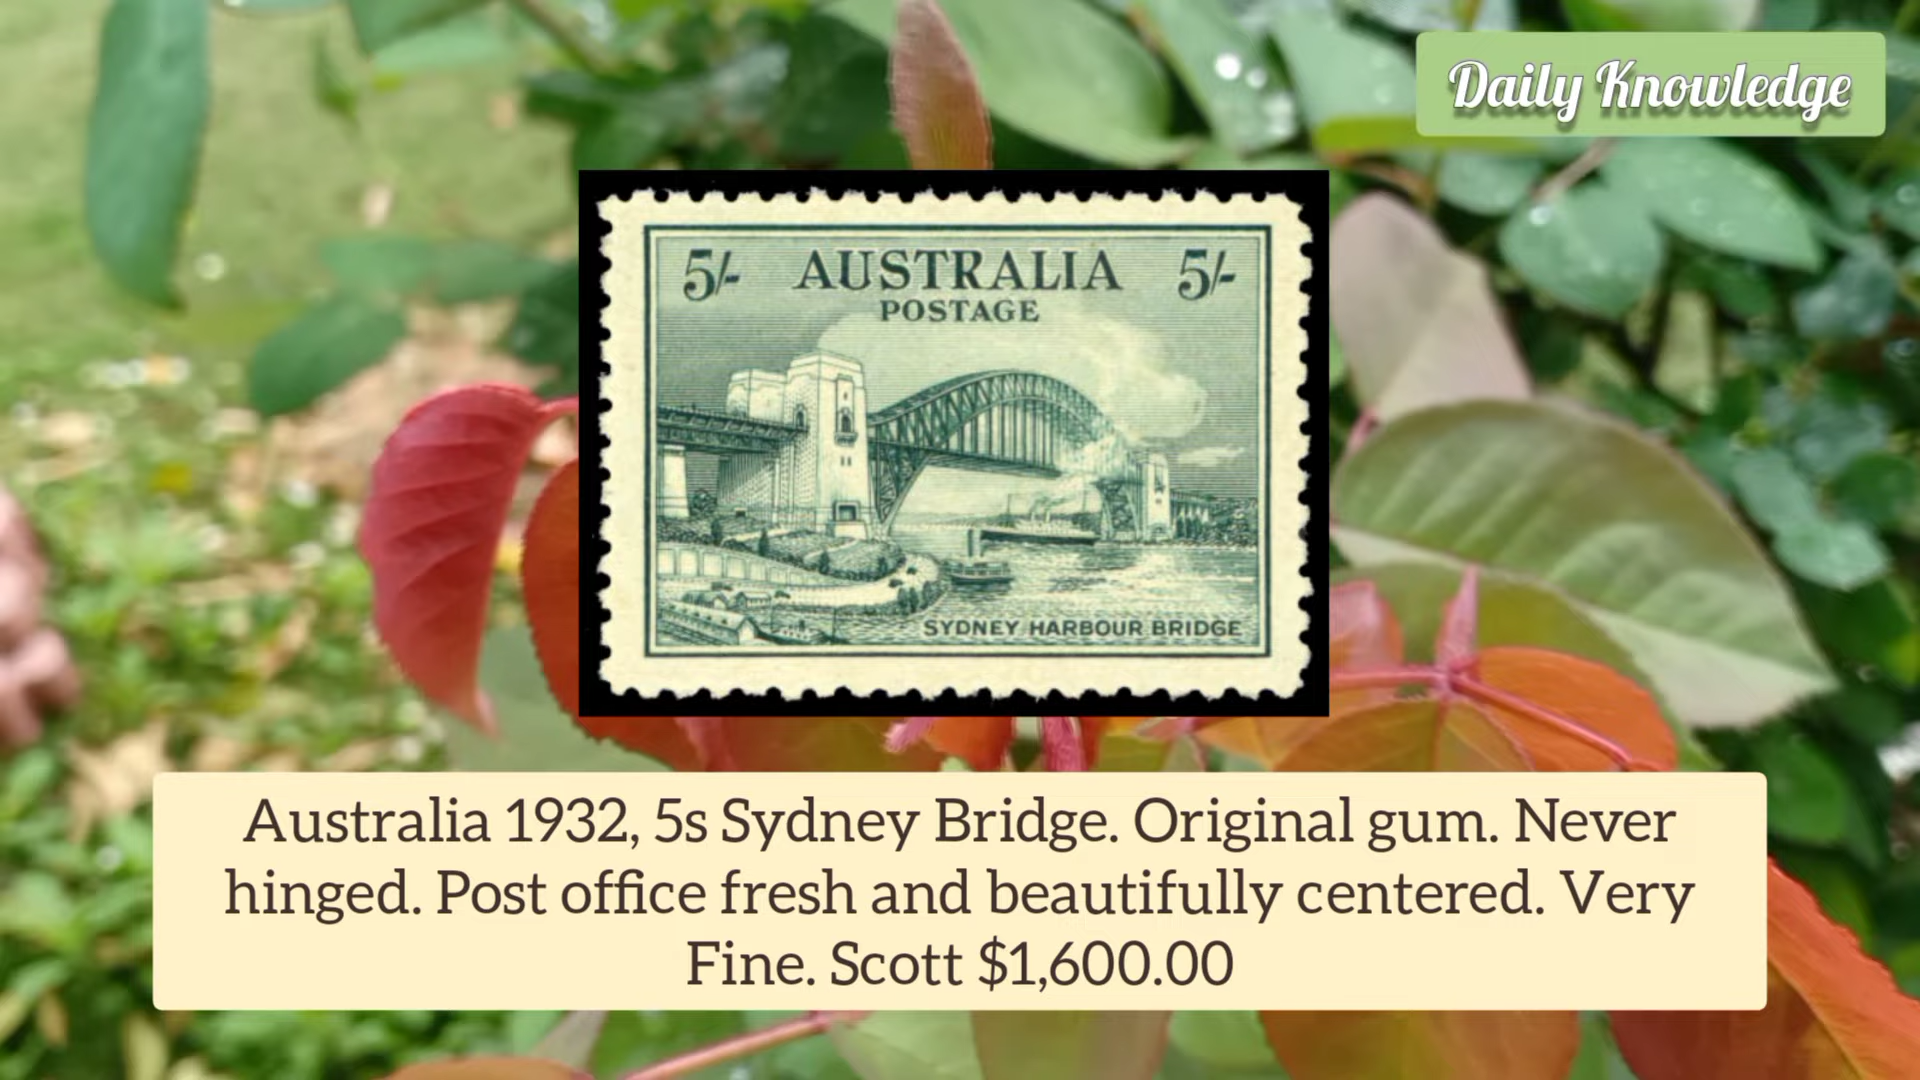 Daily Knowledge
5/- AUSTRALIA 5/-
POSTAGE
SYDNEY HARBOUR BRIDGE
Australia 1932, 5s Sydney Bridge. Original gum. Never
hinged. Post office fresh and beautifully centered. Very
Fine. Scott $1,600.00